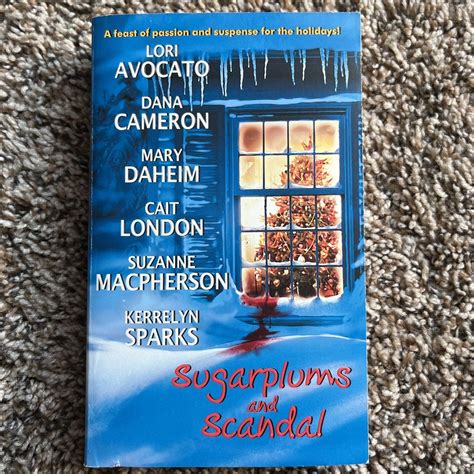 A feast of passion and suspense for the holidays!
LORI
AVOCATO
DANA
CAMERON
MARY
DAHEIM
CAIT
LONDON
SUZANNE
MACPHERSON
KERRELYN
SPARKS
Sugarplums
and
Scandal